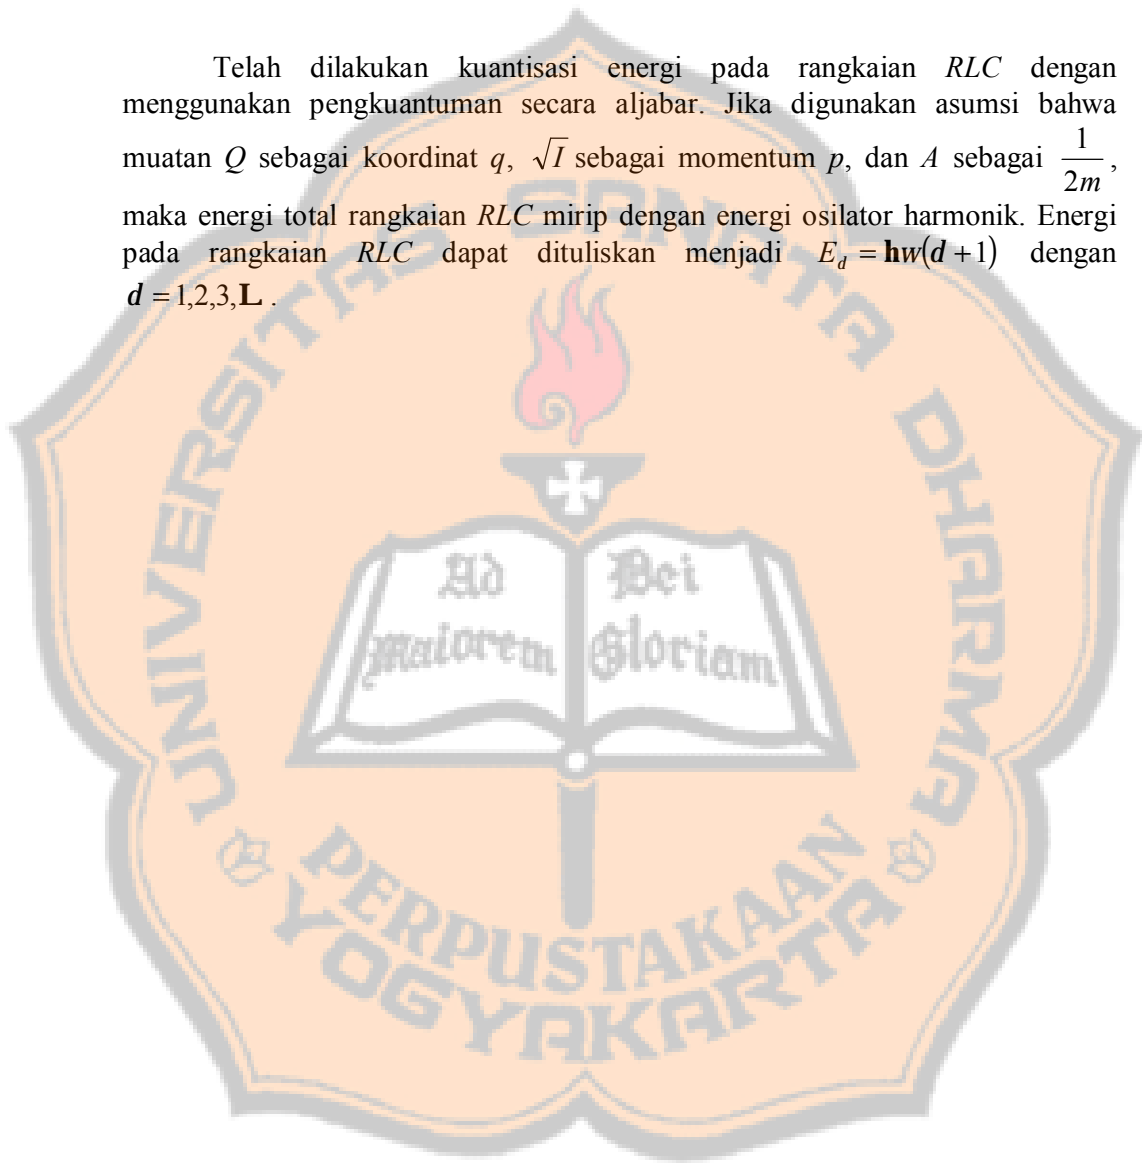 Telah dilakukan kuantisasi energi pada rangkaian RLC dengan
menggunakan pengkuantuman secara aljabar. Jika digunakan asumsi bahwa
muatan Q sebagai koordinat q, √I sebagai momentum p, dan A sebagai 1/2m,
maka energi total rangkaian RLC mirip dengan energi osilator harmonik. Energi
pada rangkaian RLC dapat dituliskan menjadi E_d = hw(d + 1) dengan
d = 1,2,3,L .
UNIVERSITAS SANATA DHARMA
Ad Dei
maiorem Gloriam
PERPUSTAKAAN
YOGYAKARTA